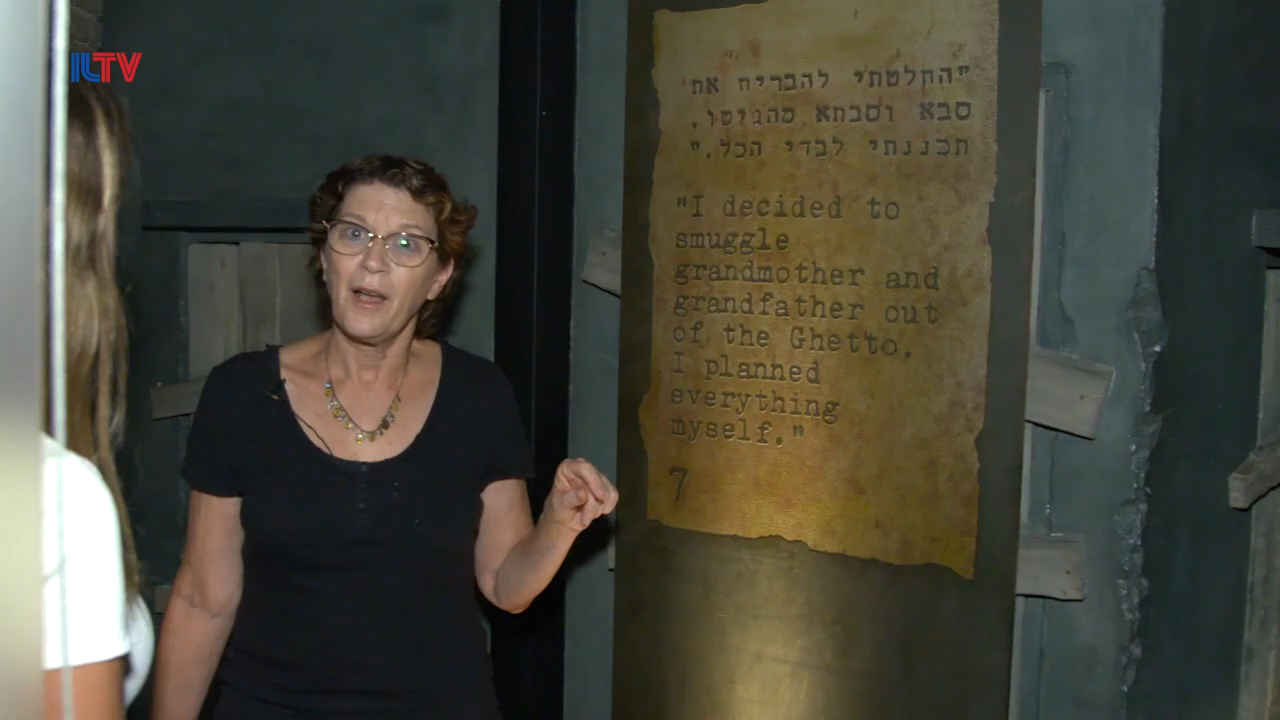 ILTV
"החלטתי להבריח את
סבא וסבתא מהגיטו,
תכננתי לבדי הכל."
"I decided to
smuggle
grandmother and
grandfather out
of the Ghetto.
I planned
everything
myself."
7